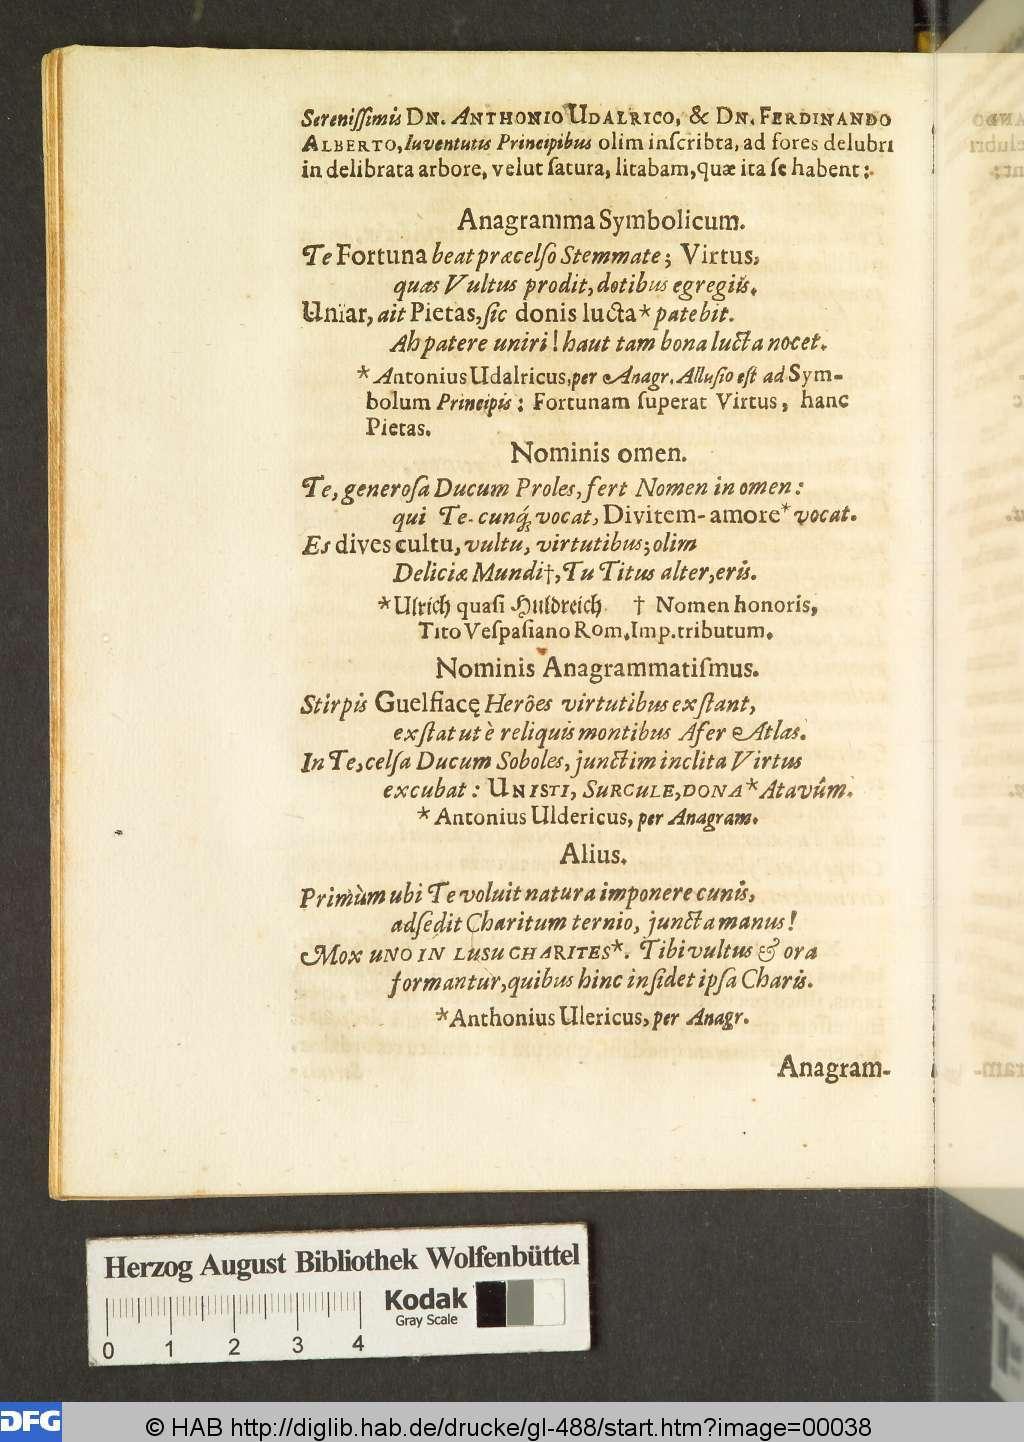 Sereniſſimis DN. ANTHONIO UDALRICO, & DN. FERDINANDO
ALBERTO, Iuventutis Principibus olim inſcribta, ad fores delubri
in delibrata arbore, velut ſatura, litabam, quæ ita ſe habent:
Anagramma Symbolicum.
Te Fortuna beat præcelſo Stemmate; Virtus,
quas Vultus prodit, dotibus egregiis.
Uniar, ait Pietas, ſic donis lucta* patebit.
Ah patere uniri! haut tam bona lucta nocet.
* Antonius Udalricus, per Anagr. Alluſio eſt ad Sym-
bolum Principis: Fortunam ſuperat Virtus, hanc
Pietas.
Nominis omen.
Te, generoſa Ducum Proles, fert Nomen in omen:
qui Te-cunq́; vocat, Divitem-amore* vocat.
Es dives cultu, vultu, virtutibus; olim
Deliciæ Mundi†, Tu Titus alter, eris.
* Ulrich quaſi Huldreich. † Nomen honoris,
Tito Veſpaſiano Rom. Imp. tributum.
Nominis Anagrammatiſmus.
Stirpis Guelfiacę Herôes virtutibus exſtant,
exſtat utè reliquis montibus Afer Atlas.
In Te, celſa Ducum Soboles, junctim inclita Virtus
excubat: UNISTI, SURCULE, DONA* Atavûm.
* Antonius Uldericus, per Anagram.
Alius.
Primùm ubi Te voluit natura imponere cunis,
adſedit Charitum ternio, juncta manus!
Mox UNO IN LUSU CHARITES*. Tibi vultus & ora
formantur, quibus hinc inſidet ipſa Charis.
* Anthonius Ulericus, per Anagr.
Anagram-
Herzog August Bibliothek Wolfenbüttel
Kodak
Gray Scale
0 1 2 3 4
DFG © HAB http://diglib.hab.de/drucke/gl-488/start.htm?image=00038